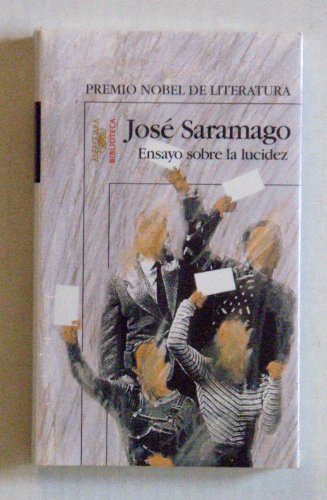 PREMIO NOBEL DE LITERATURA
ALFAGUARA
BIBLIOTECA
José Saramago
Ensayo sobre la lucidez